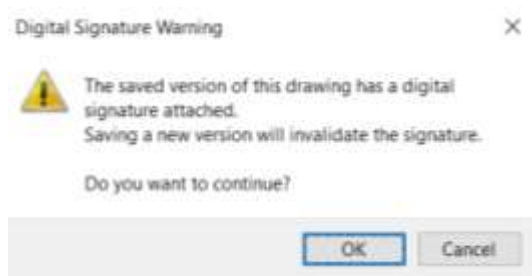 Digital Signature Warning
The saved version of this drawing has a digital
signature attached.
Saving a new version will invalidate the signature.
Do you want to continue?
OK
Cancel